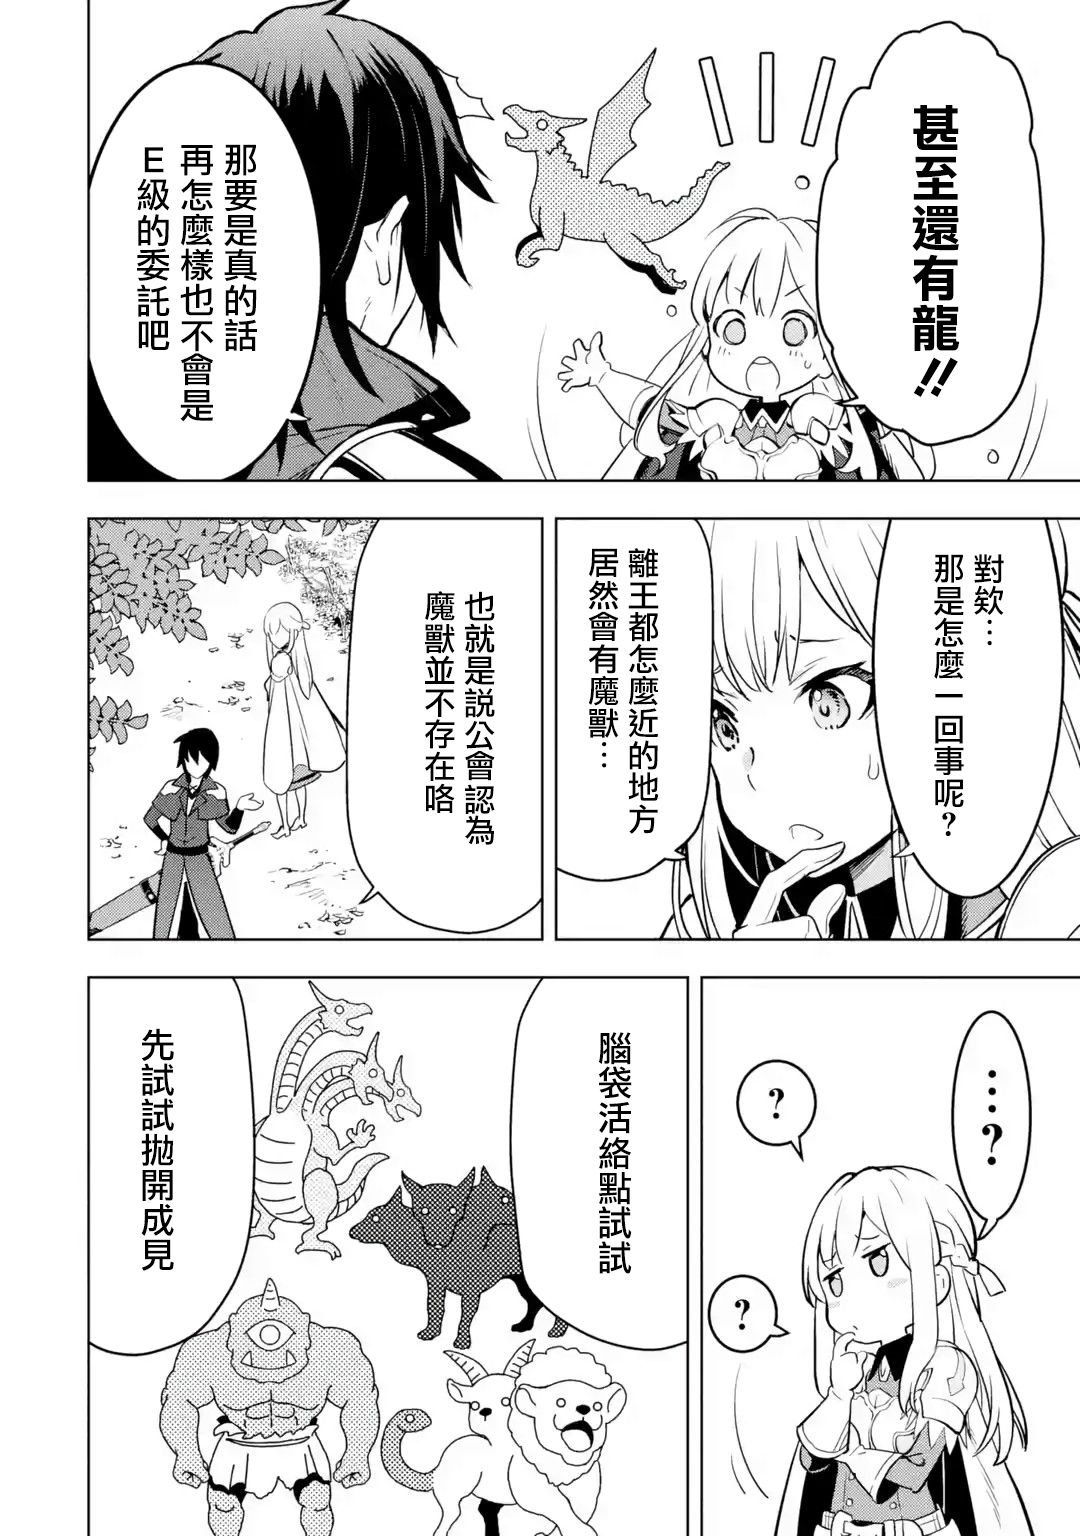 甚至還有龍!!
那要是真的話
再怎麼樣也不會是
E級的委託吧
對欸…
那是怎麼一回事呢?
離王都怎麼近的地方
居然會有魔獸…
也就是説公會認為
魔獸並不存在咯
…?
?
?
腦袋活絡點試試
先試試拋開成見